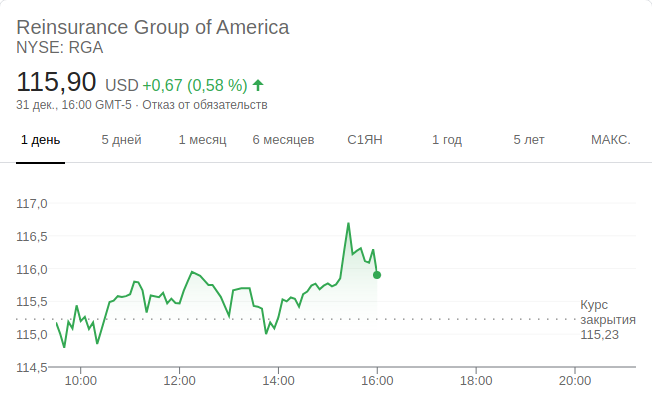 Reinsurance Group of America
NYSE: RGA
115,90 USD +0,67 (0,58 %)
31 дек., 16:00 GMT-5 · Отказ от обязательств
1 день 5 дней 1 месяц 6 месяцев С1ЯН 1 год 5 лет МАКС.
117,0
116,5
116,0
115,5
115,0
114,5
Курс
закрытия
115,23
10:00 12:00 14:00 16:00 18:00 20:00